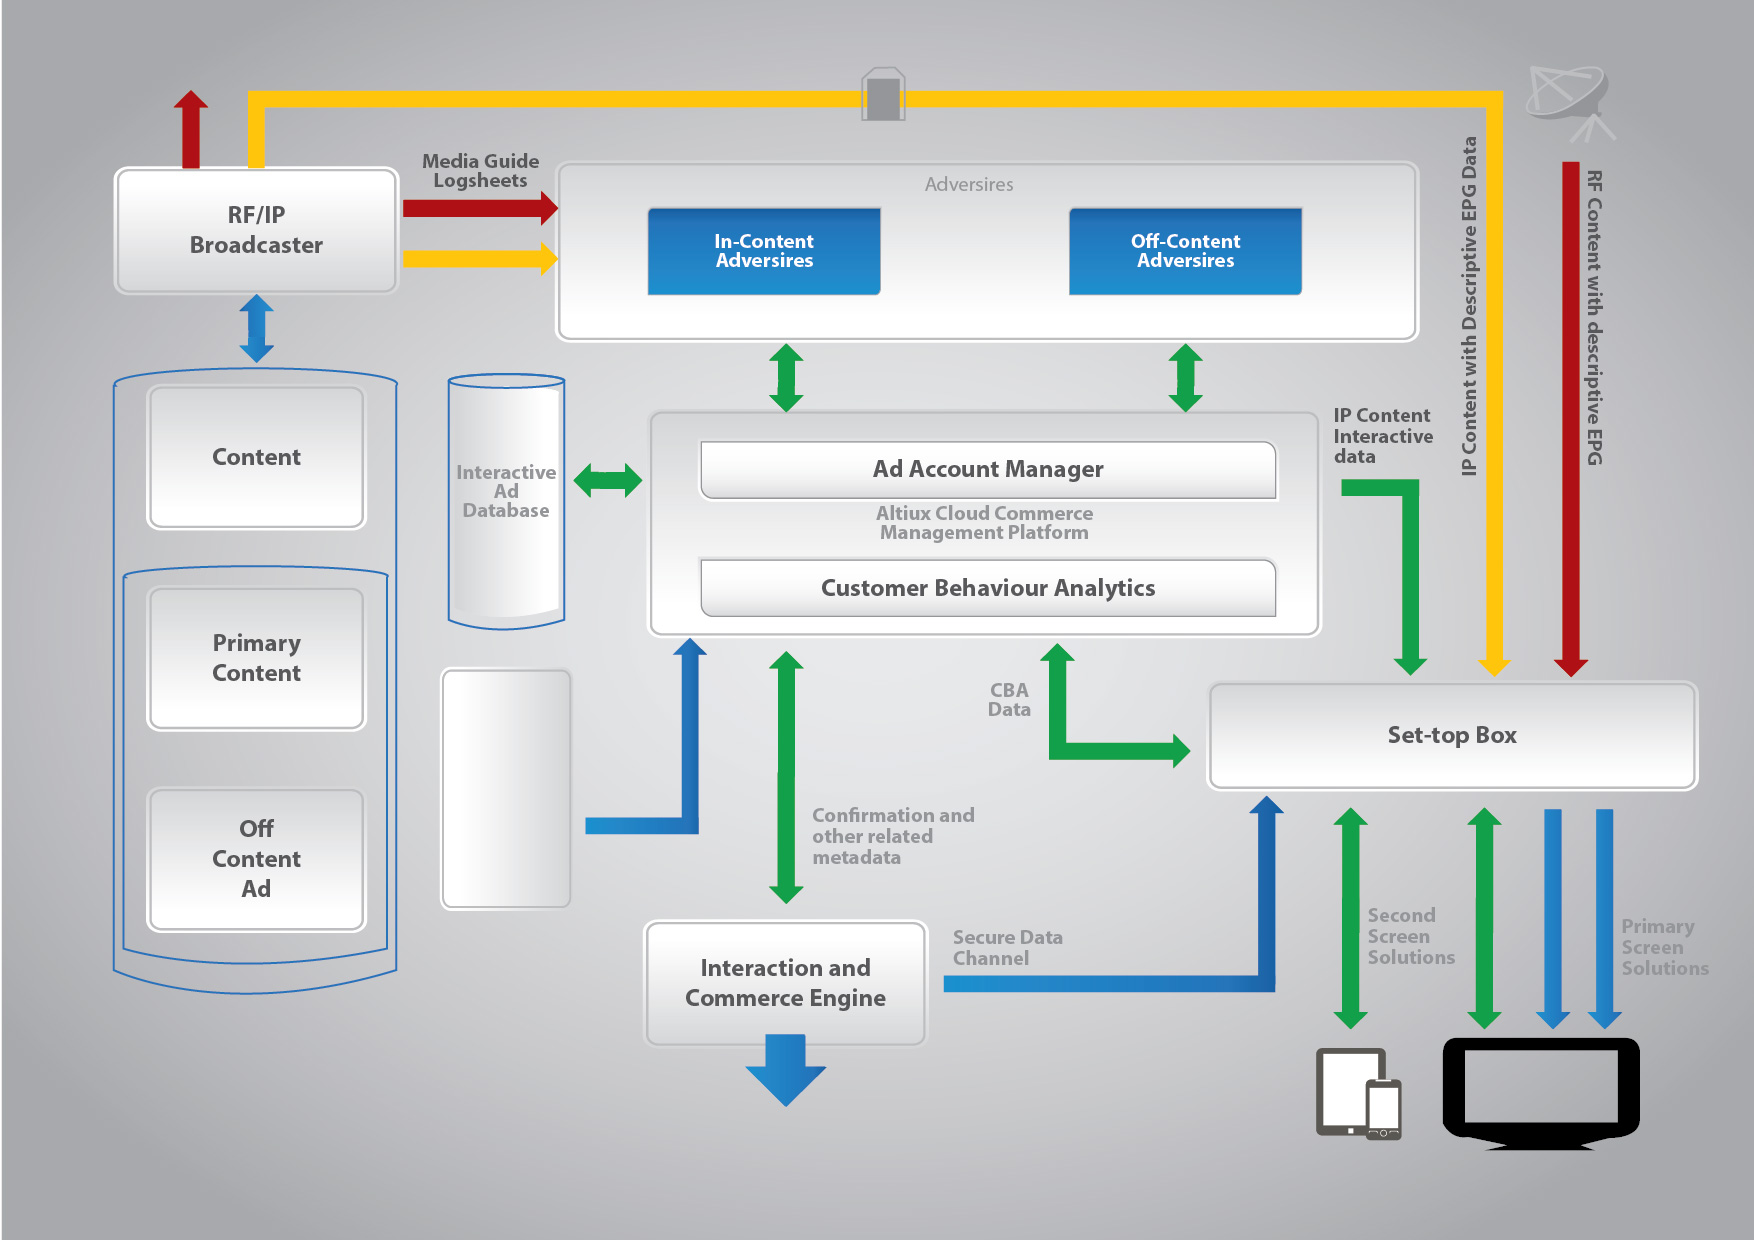 Media Guide
Logsheets
RF/IP
Broadcaster
Adversires
In-Content
Adversires
Off-Content
Adversires
IP Content with Descriptive EPG Data
RF Content with descriptive EPG
Content
Primary
Content
Off
Content
Ad
Interactive
Ad
Database
Ad Account Manager
Altiux Cloud Commerce
Management Platform
Customer Behaviour Analytics
IP Content
Interactive
data
CBA
Data
Set-top Box
Confirmation and
other related
metadata
Interaction and
Commerce Engine
Secure Data
Channel
Second
Screen
Solutions
Primary
Screen
Solutions